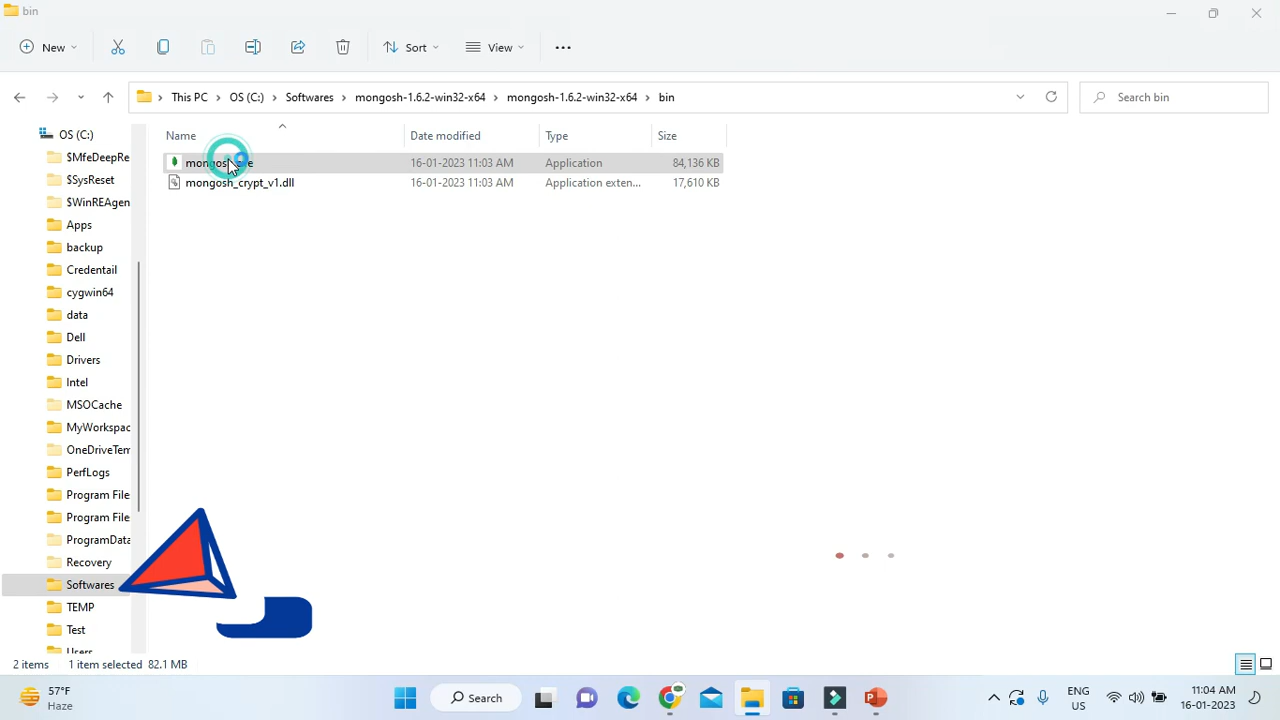 bin
New
Sort
View
This PC
OS (C:)
Softwares
mongosh-1.6.2-win32-x64
mongosh-1.6.2-win32-x64
bin
Search bin
OS (C:)
$MfeDeepRe
$SysReset
$WinREAgen
Apps
backup
Credentail
cygwin64
data
Dell
Drivers
Intel
MSOCache
MyWorkspac
OneDriveTem
PerfLogs
Program File
Program File
ProgramData
Recovery
Softwares
TEMP
Test
Users
Name Date modified Type Size
16-01-2023 11:03 AM Application 84,136 KB
mongosh_crypt_v1.dll 16-01-2023 11:03 AM Application exten... 17,610 KB
2 items 1 item selected 82.1 MB
57°F
Haze
Search
ENG
US
11:04 AM
16-01-2023